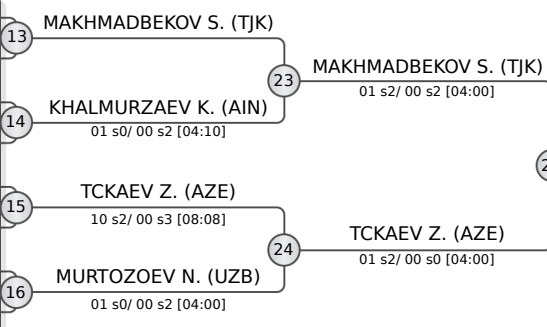 MAKHMADBEKOV S. (TJK)
13
23
MAKHMADBEKOV S. (TJK)
01 s2/ 00 s2 [04:00]
KHALMURZAEV K. (AIN)
14
01 s0/ 00 s2 [04:10]
TCKAEV Z. (AZE)
15
10 s2/ 00 s3 [08:08]
24
TCKAEV Z. (AZE)
01 s2/ 00 s0 [04:00]
MURTOZOEV N. (UZB)
16
01 s0/ 00 s2 [04:00]